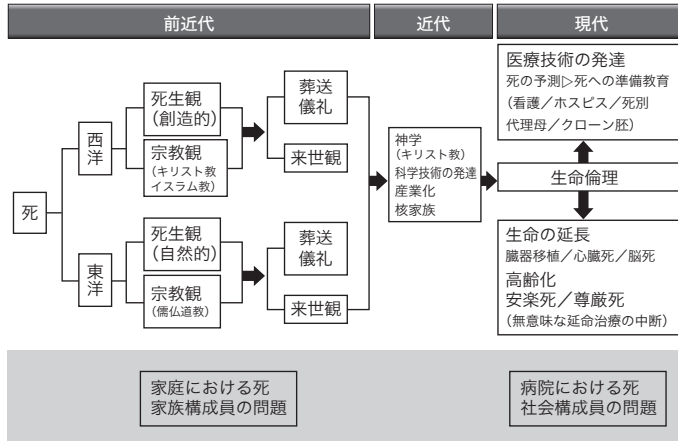 前近代
近代
現代
死
西洋
死生観
(創造的)
宗教観
(キリスト教
イスラム教)
葬送
儀礼
来世観
東洋
死生観
(自然的)
宗教観
(儒仏道教)
葬送
儀礼
来世観
神学
(キリスト教)
科学技術の発達
産業化
核家族
医療技術の発達
死の予測▷死への準備教育
(看護/ホスピス/死別
代理母/クローン胚)
生命倫理
生命の延長
臓器移植/心臓死/脳死
高齢化
安楽死/尊厳死
(無意味な延命治療の中断)
家庭における死
家族構成員の問題
病院における死
社会構成員の問題